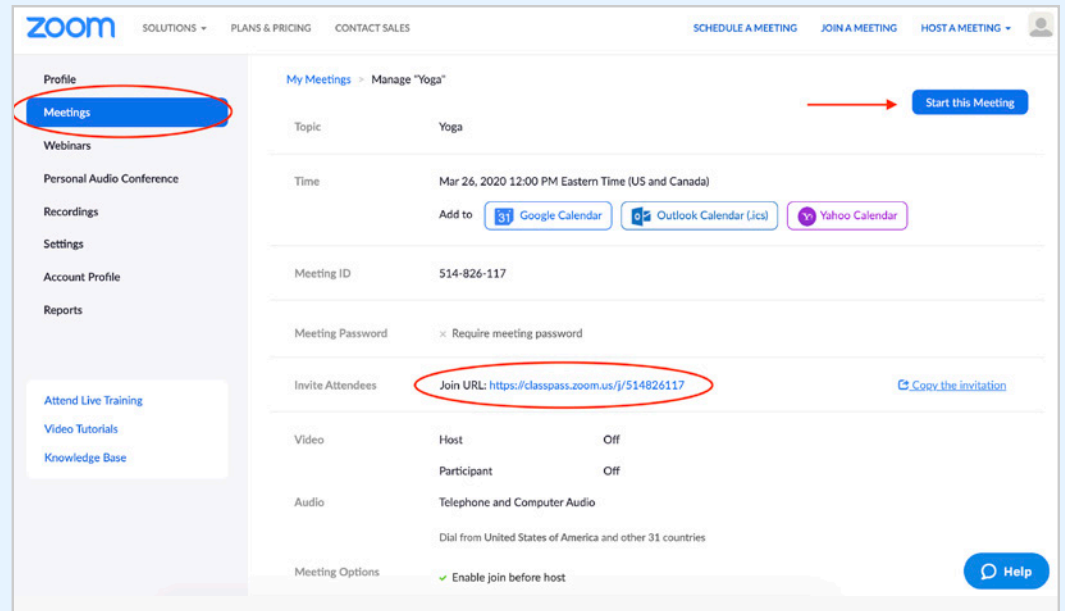 zoom SOLUTIONS PLANS & PRICING CONTACT SALES SCHEDULE A MEETING JOIN A MEETING HOST A MEETING
Profile
Meetings
Webinars
Personal Audio Conference
Recordings
Settings
Account Profile
Reports
Attend Live Training
Video Tutorials
Knowledge Base
My Meetings > Manage "Yoga"
Start this Meeting
Topic Yoga
Time Mar 26, 2020 12:00 PM Eastern Time (US and Canada)
Add to 31 Google Calendar Outlook Calendar (.ics) Yahoo Calendar
Meeting ID 514-826-117
Meeting Password × Require meeting password
Invite Attendees Join URL: https://classpass.zoom.us/j/514826117 Copy the invitation
Video Host Off
Participant Off
Audio Telephone and Computer Audio
Dial from United States of America and other 31 countries
Meeting Options ✓ Enable join before host
Help